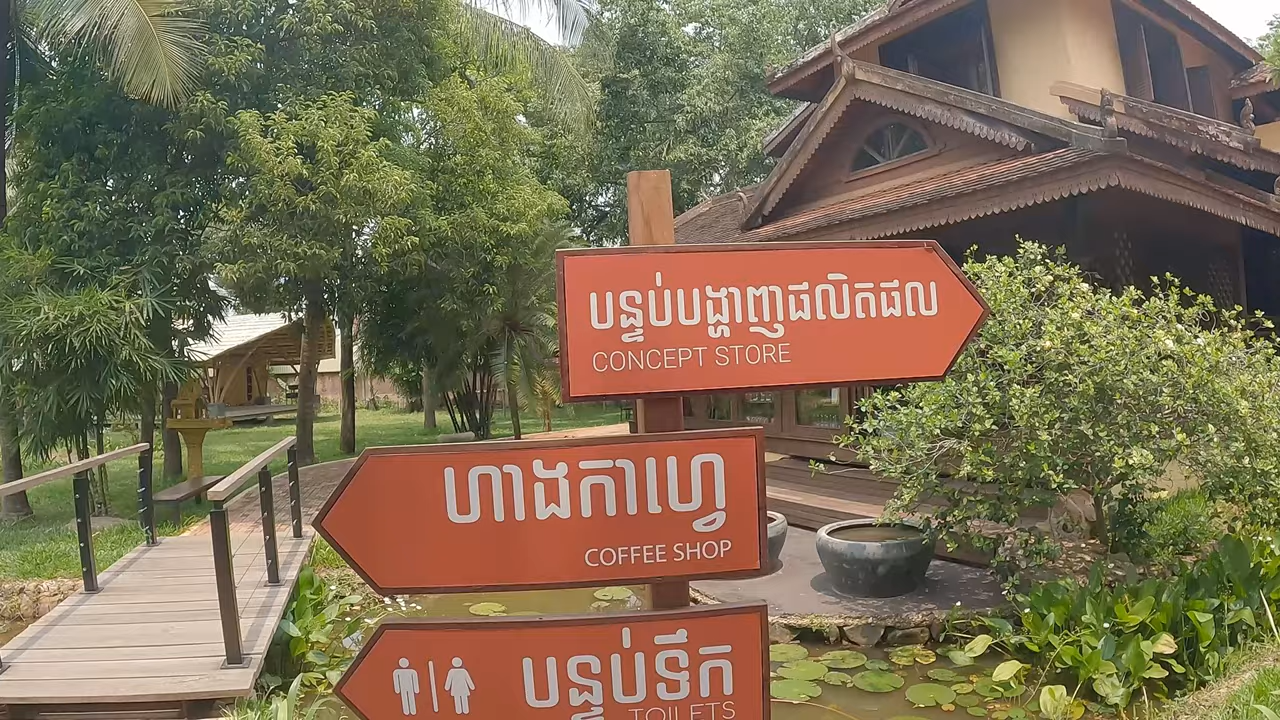 បន្ទប់បង្ហាញផលិតផល
CONCEPT STORE
ហាងកាហ្វេ
COFFEE SHOP
បន្ទប់ទឹក
TOILETS